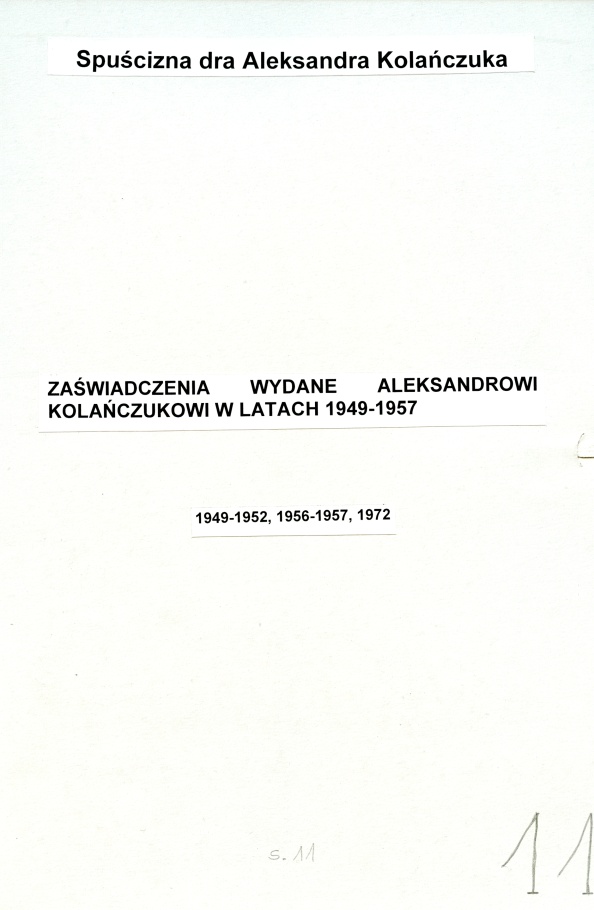 Spuścizna dra Aleksandra Kolańczuka
ZAŚWIADCZENIA WYDANE ALEKSANDROWI
KOLAŃCZUKOWI W LATACH 1949-1957
1949-1952, 1956-1957, 1972
s. 11
11